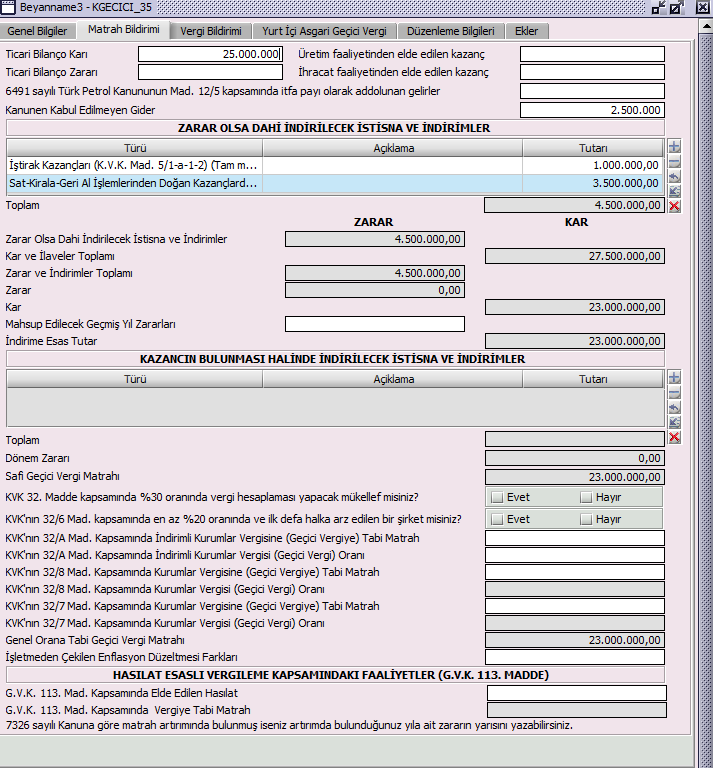 Beyanname3 - KGECICI_35
Genel Bilgiler Matrah Bildirimi Vergi Bildirimi Yurt İçi Asgari Geçici Vergi Düzenleme Bilgileri Ekler
Ticari Bilanço Karı 25.000.000 Üretim faaliyetinden elde edilen kazanç
Ticari Bilanço Zararı İhracat faaliyetinden elde edilen kazanç
6491 sayılı Türk Petrol Kanununun Mad. 12/5 kapsamında itfa payı olarak addolunan gelirler
Kanunen Kabul Edilmeyen Gider 2.500.000
ZARAR OLSA DAHİ İNDİRİLECEK İSTİSNA VE İNDİRİMLER
Türü Açıklama Tutarı
İştirak Kazançları (K.V.K. Mad. 5/1-a-1-2) (Tam m... 1.000.000,00
Sat-Kirala-Geri Al İşlemlerinden Doğan Kazançlard... 3.500.000,00
Toplam 4.500.000,00
ZARAR KAR
Zarar Olsa Dahi İndirilecek İstisna ve İndirimler 4.500.000,00
Kar ve İlaveler Toplamı 27.500.000,00
Zarar ve İndirimler Toplamı 4.500.000,00
Zarar 0,00
Kar 23.000.000,00
Mahsup Edilecek Geçmiş Yıl Zararları
İndirime Esas Tutar 23.000.000,00
KAZANCIN BULUNMASI HALİNDE İNDİRİLECEK İSTİSNA VE İNDİRİMLER
Türü Açıklama Tutarı
Toplam
Dönem Zararı 0,00
Safi Geçici Vergi Matrahı 23.000.000,00
KVK 32. Madde kapsamında %30 oranında vergi hesaplaması yapacak mükellef misiniz? Evet Hayır
KVK'nın 32/6 Mad. kapsamında en az %20 oranında ve ilk defa halka arz edilen bir şirket misiniz? Evet Hayır
KVK'nın 32/A Mad. Kapsamında İndirimli Kurumlar Vergisine (Geçici Vergiye) Tabi Matrah
KVK'nın 32/A Mad. Kapsamında İndirimli Kurumlar Vergisi (Geçici Vergi) Oranı
KVK'nın 32/8 Mad. Kapsamında Kurumlar Vergisine (Geçici Vergiye) Tabi Matrah
KVK'nın 32/8 Mad. Kapsamında Kurumlar Vergisi (Geçici Vergi) Oranı
KVK'nın 32/7 Mad. Kapsamında Kurumlar Vergisine (Geçici Vergiye) Tabi Matrah
KVK'nın 32/7 Mad. Kapsamında Kurumlar Vergisi (Geçici Vergi) Oranı
Genel Orana Tabi Geçici Vergi Matrahı 23.000.000,00
İşletmeden Çekilen Enflasyon Düzeltmesi Farkları
HASILAT ESASLI VERGİLEME KAPSAMINDAKI FAALİYETLER (G.V.K. 113. MADDE)
G.V.K. 113. Mad. Kapsamında Elde Edilen Hasılat
G.V.K. 113. Mad. Kapsamında Vergiye Tabi Matrah
7326 sayılı Kanuna göre matrah artırımında bulunmuş iseniz artırımda bulunduğunuz yıla ait zararın yarısını yazabilirsiniz.